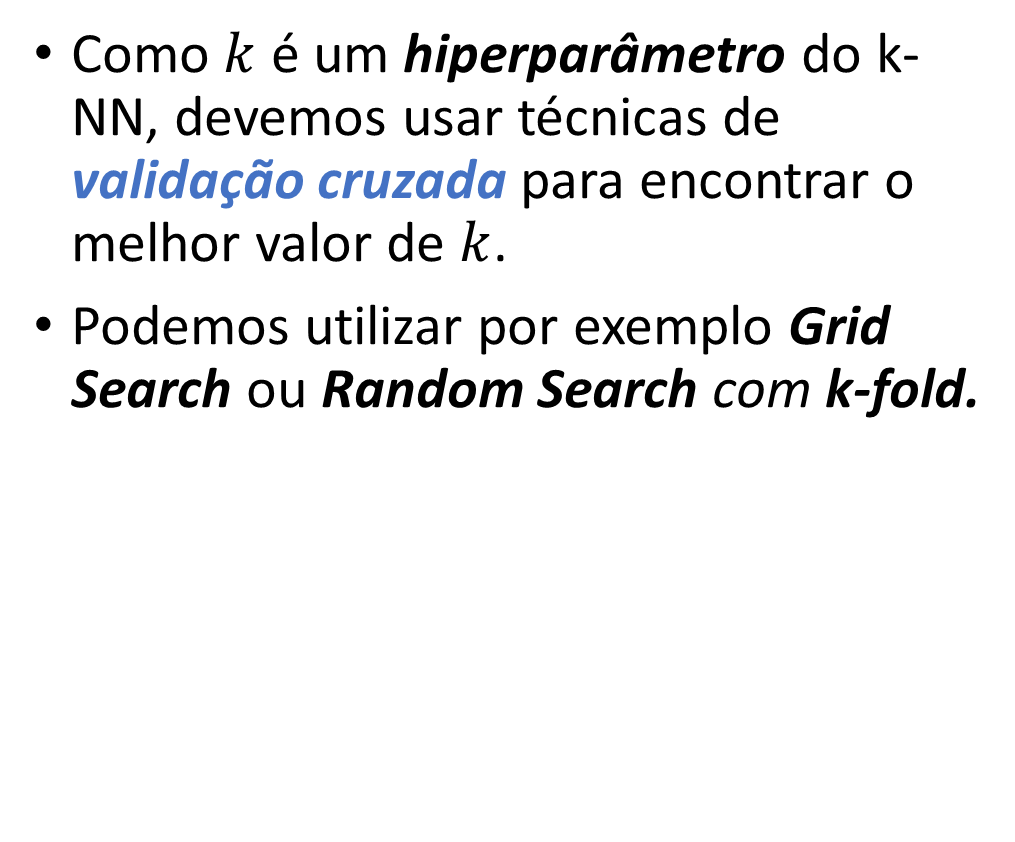 • Como 𝑘 é um hiperparâmetro do k-
NN, devemos usar técnicas de
validação cruzada para encontrar o
melhor valor de 𝑘.
• Podemos utilizar por exemplo Grid
Search ou Random Search com k-fold.